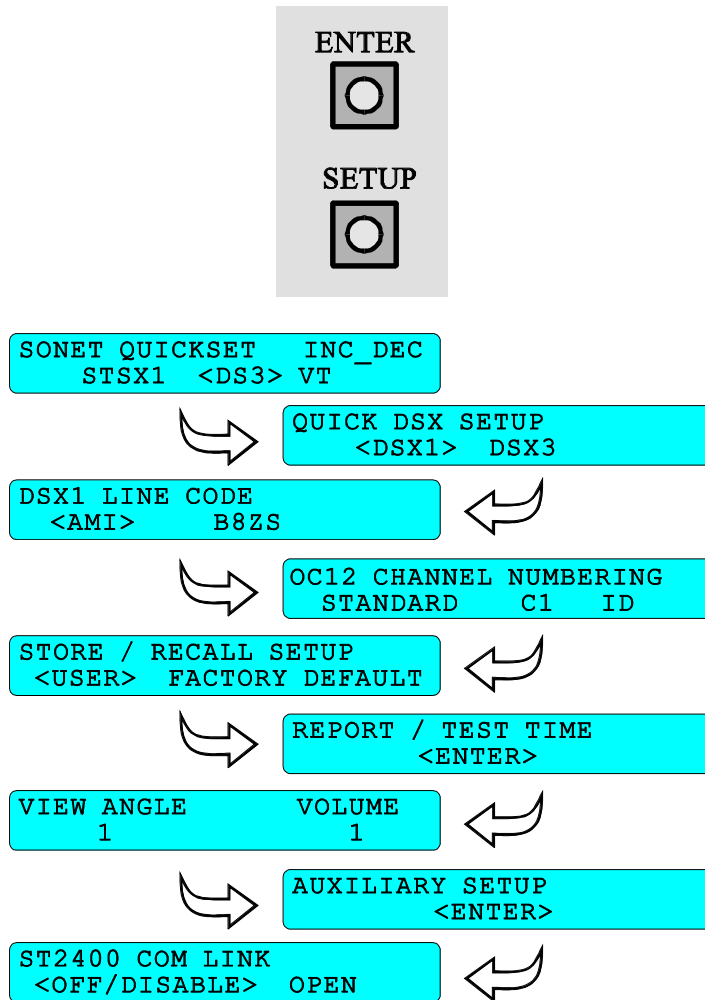 ENTER
SETUP
SONET QUICKSET INC_DEC
STSX1 <DS3> VT
QUICK DSX SETUP
<DSX1> DSX3
DSX1 LINE CODE
<AMI> B8ZS
OC12 CHANNEL NUMBERING
STANDARD C1 ID
STORE / RECALL SETUP
<USER> FACTORY DEFAULT
REPORT / TEST TIME
<ENTER>
VIEW ANGLE VOLUME
1 1
AUXILIARY SETUP
<ENTER>
ST2400 COM LINK
<OFF/DISABLE> OPEN